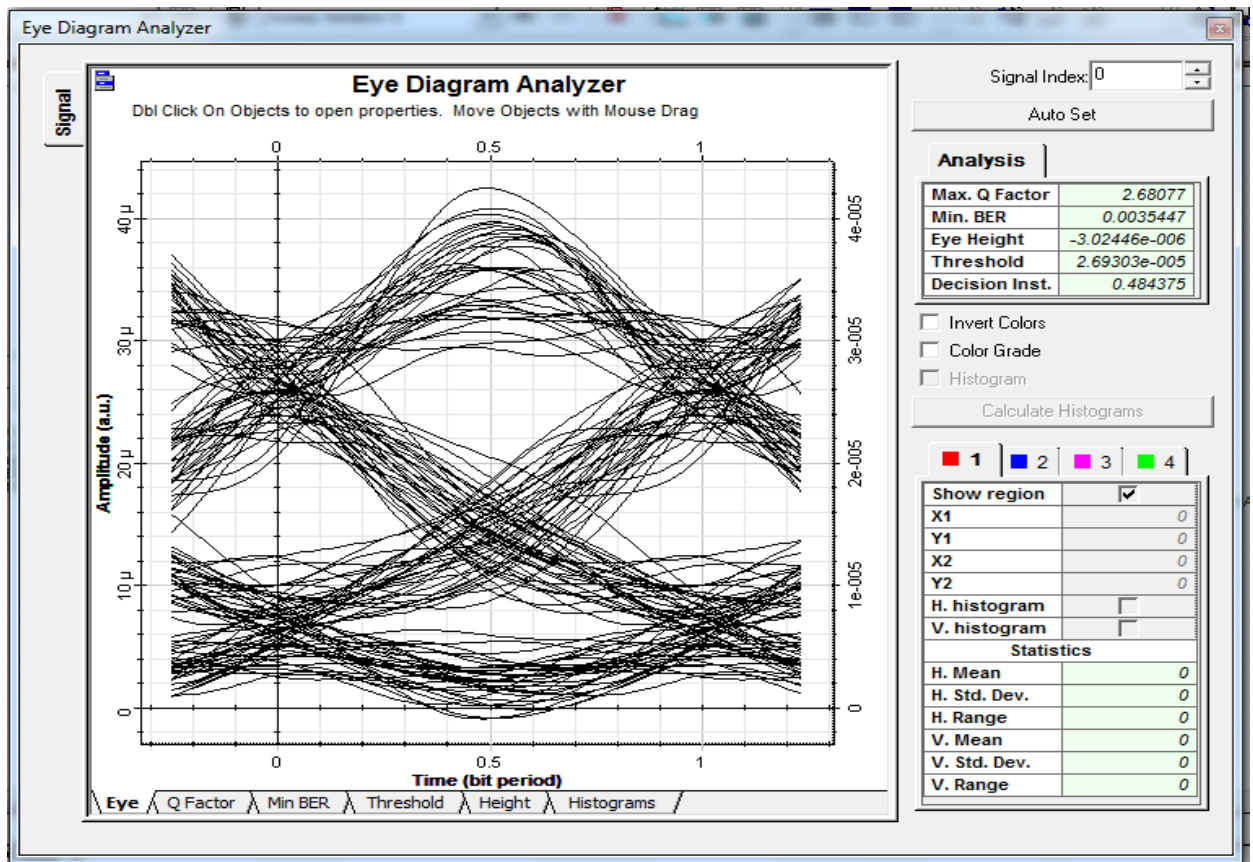 Eye Diagram Analyzer
Signal
Eye Diagram Analyzer
Dbl Click On Objects to open properties. Move Objects with Mouse Drag
0 0.5 1
40 µ
30 µ
20 µ
10 µ
0
Amplitude (a.u.)
4e-005
3e-005
2e-005
1e-005
0
0 0.5 1
Time (bit period)
Eye Q Factor Min BER Threshold Height Histograms
Signal Index: 0
Auto Set
Analysis
Max. Q Factor 2.68077
Min. BER 0.0035447
Eye Height -3.02446e-006
Threshold 2.69303e-005
Decision Inst. 0.484375
Invert Colors
Color Grade
Histogram
Calculate Histograms
1 2 3 4
Show region
X1 0
Y1 0
X2 0
Y2 0
H. histogram
V. histogram
Statistics
H. Mean 0
H. Std. Dev. 0
H. Range 0
V. Mean 0
V. Std. Dev. 0
V. Range 0